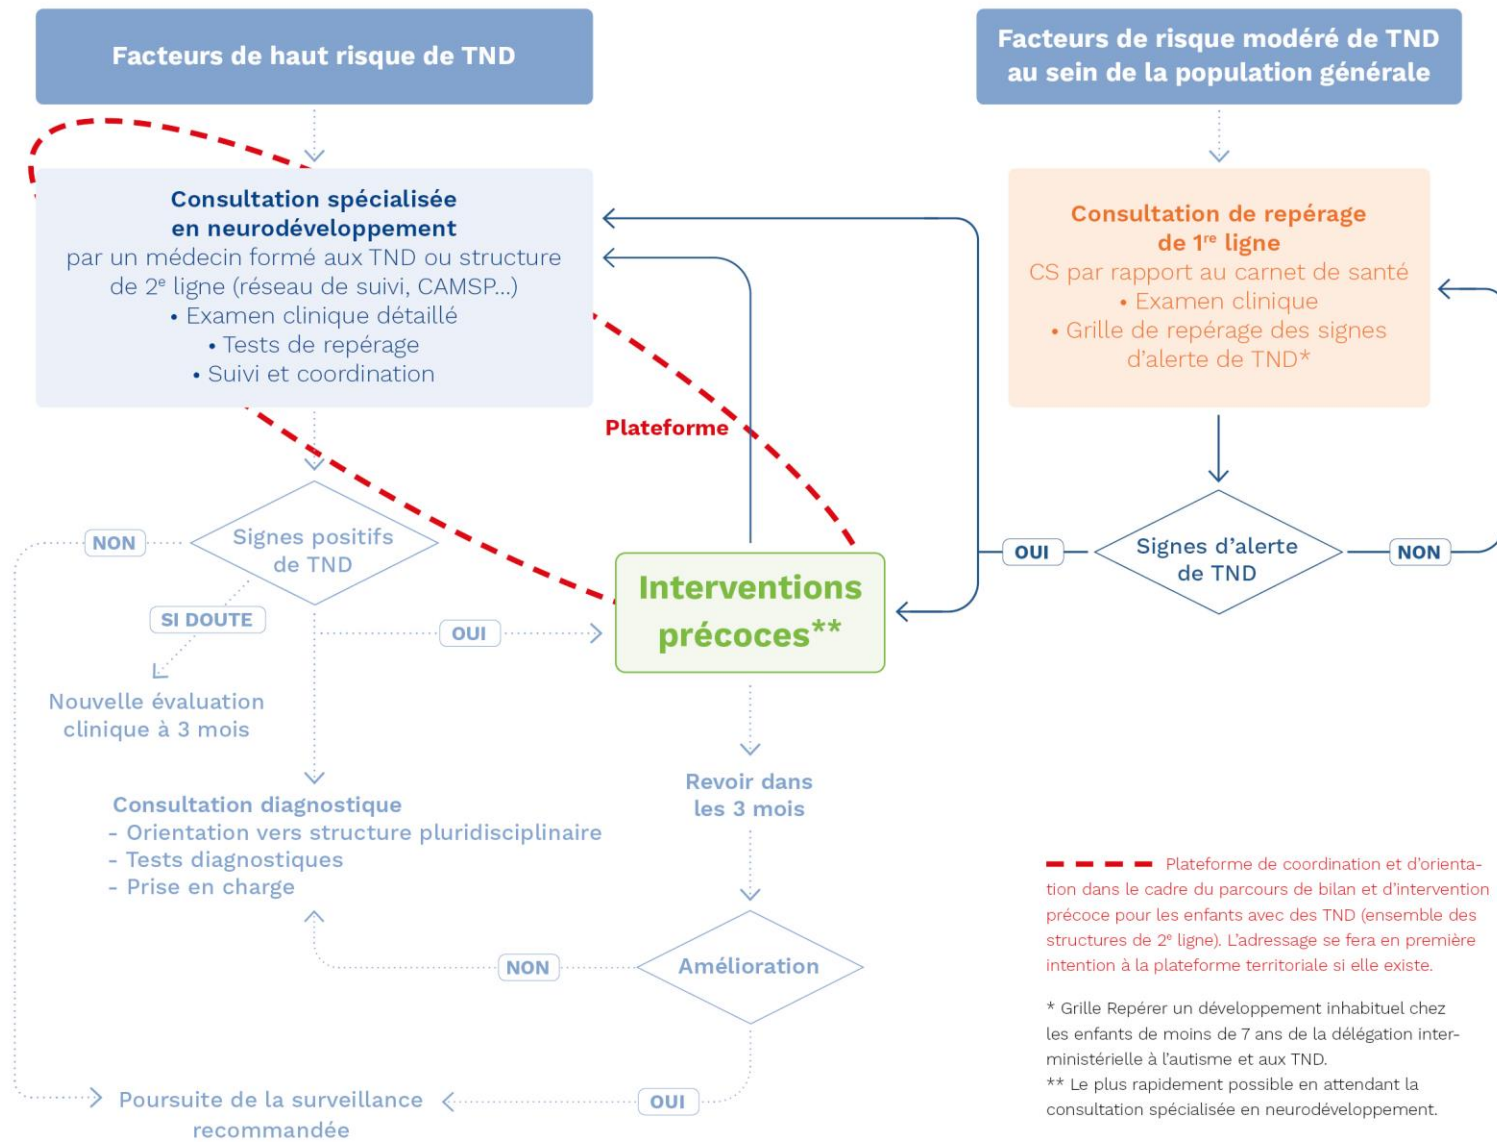 Facteurs de haut risque de TND
Facteurs de risque modéré de TND
au sein de la population générale
Consultation spécialisée
en neurodéveloppement
par un médecin formé aux TND ou structure
de 2e ligne (réseau de suivi, CAMSP...)
• Examen clinique détaillé
• Tests de repérage
• Suivi et coordination
Consultation de repérage
de 1re ligne
CS par rapport au carnet de santé
• Examen clinique
• Grille de repérage des signes
d'alerte de TND*
Plateforme
NON
Signes positifs
de TND
SI DOUTE
OUI
Interventions
précoces**
OUI
Signes d'alerte
de TND
NON
Nouvelle évaluation
clinique à 3 mois
Consultation diagnostique
- Orientation vers structure pluridisciplinaire
- Tests diagnostiques
- Prise en charge
Revoir dans
les 3 mois
NON
Amélioration
OUI
Poursuite de la surveillance
recommandée
Plateforme de coordination et d'orienta-
tion dans le cadre du parcours de bilan et d'intervention
précoce pour les enfants avec des TND (ensemble des
structures de 2e ligne). L'adressage se fera en première
intention à la plateforme territoriale si elle existe.
* Grille Repérer un développement inhabituel chez
les enfants de moins de 7 ans de la délégation inter-
ministérielle à l'autisme et aux TND.
** Le plus rapidement possible en attendant la
consultation spécialisée en neurodéveloppement.